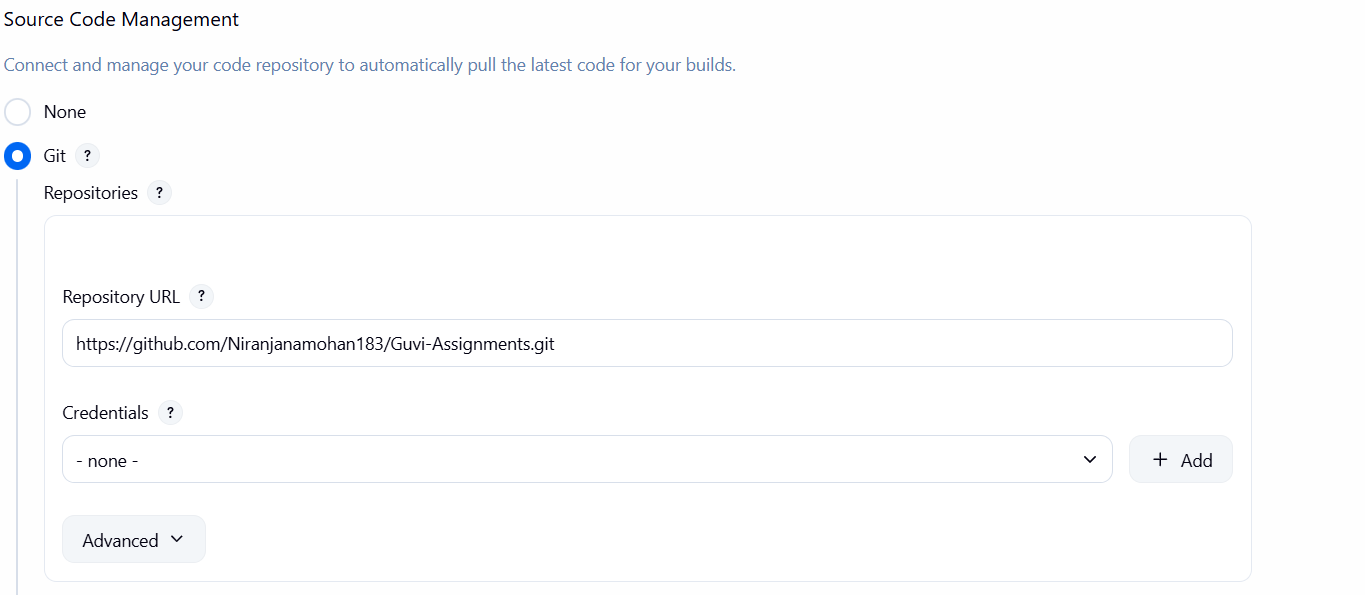 Source Code Management
Connect and manage your code repository to automatically pull the latest code for your builds.
None
Git ?
Repositories ?
Repository URL ?
https://github.com/Niranjanamohan183/Guvi-Assignments.git
Credentials ?
- none -
+ Add
Advanced